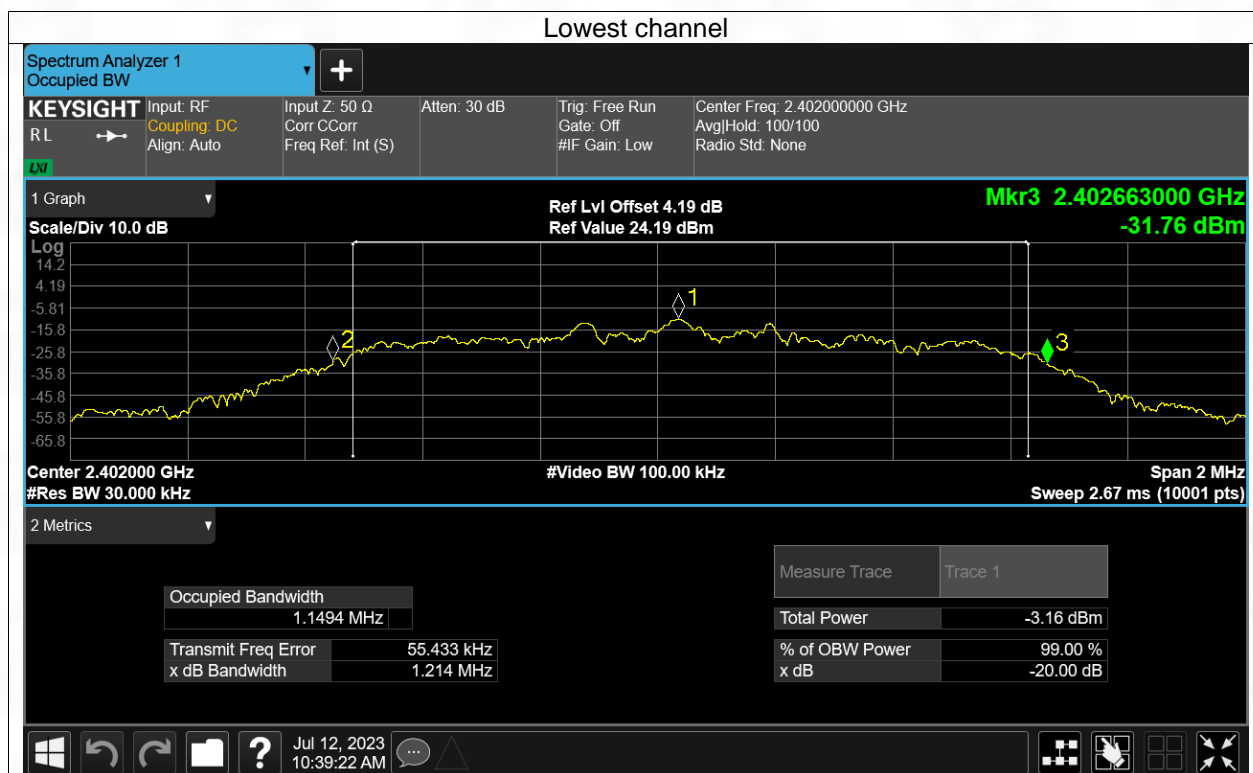 Lowest channel
Spectrum Analyzer 1
Occupied BW
KEYSIGHT
R L
LXI
Input: RF
Coupling: DC
Align: Auto
Input Z: 50 Ω
Corr CCorr
Freq Ref: Int (S)
Atten: 30 dB
Trig: Free Run
Gate: Off
#IF Gain: Low
Center Freq: 2.402000000 GHz
Avg|Hold: 100/100
Radio Std: None
1 Graph
Scale/Div 10.0 dB
Ref Lvl Offset 4.19 dB
Ref Value 24.19 dBm
Mkr3 2.402663000 GHz
-31.76 dBm
Log
14.2
4.19
-5.81
-15.8
-25.8
-35.8
-45.8
-55.8
-65.8
1
2
3
Center 2.402000 GHz
#Res BW 30.000 kHz
#Video BW 100.00 kHz
Span 2 MHz
Sweep 2.67 ms (10001 pts)
2 Metrics
Occupied Bandwidth
1.1494 MHz
Transmit Freq Error 55.433 kHz
x dB Bandwidth 1.214 MHz
Measure Trace Trace 1
Total Power -3.16 dBm
% of OBW Power 99.00 %
x dB -20.00 dB
Jul 12, 2023
10:39:22 AM